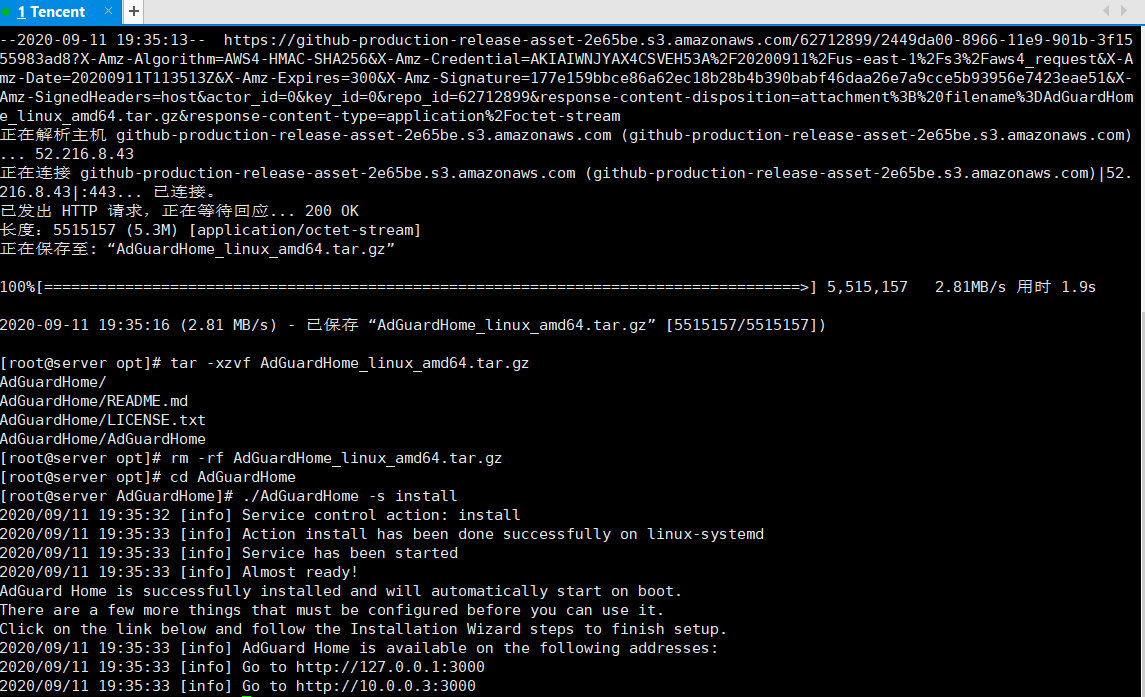 1 Tencent × +
--2020-09-11 19:35:13--  https://github-production-release-asset-2e65be.s3.amazonaws.com/62712899/2449da00-8966-11e9-901b-3f15
55983ad8?X-Amz-Algorithm=AWS4-HMAC-SHA256&X-Amz-Credential=AKIAIWNJYAX4CSVEH53A%2F20200911%2Fus-east-1%2Fs3%2Faws4_request&X-A
mz-Date=20200911T113513Z&X-Amz-Expires=300&X-Amz-Signature=177e159bbce86a62ec18b28b4b390babf46daa26e7a9cce5b93956e7423eae51&X-
Amz-SignedHeaders=host&actor_id=0&key_id=0&repo_id=62712899&response-content-disposition=attachment%3B%20filename%3DAdGuardHom
e_linux_amd64.tar.gz&response-content-type=application%2Foctet-stream
正在解析主机 github-production-release-asset-2e65be.s3.amazonaws.com (github-production-release-asset-2e65be.s3.amazonaws.com)
... 52.216.8.43
正在连接 github-production-release-asset-2e65be.s3.amazonaws.com (github-production-release-asset-2e65be.s3.amazonaws.com)|52.
216.8.43|:443... 已连接。
已发出 HTTP 请求，正在等待回应... 200 OK
长度：5515157 (5.3M) [application/octet-stream]
正在保存至: “AdGuardHome_linux_amd64.tar.gz”
100%[====================================================================================>] 5,515,157   2.81MB/s 用时 1.9s
2020-09-11 19:35:16 (2.81 MB/s) - 已保存 “AdGuardHome_linux_amd64.tar.gz” [5515157/5515157])
[root@server opt]# tar -xzvf AdGuardHome_linux_amd64.tar.gz
AdGuardHome/
AdGuardHome/README.md
AdGuardHome/LICENSE.txt
AdGuardHome/AdGuardHome
[root@server opt]# rm -rf AdGuardHome_linux_amd64.tar.gz
[root@server opt]# cd AdGuardHome
[root@server AdGuardHome]# ./AdGuardHome -s install
2020/09/11 19:35:32 [info] Service control action: install
2020/09/11 19:35:33 [info] Action install has been done successfully on linux-systemd
2020/09/11 19:35:33 [info] Service has been started
2020/09/11 19:35:33 [info] Almost ready!
AdGuard Home is successfully installed and will automatically start on boot.
There are a few more things that must be configured before you can use it.
Click on the link below and follow the Installation Wizard steps to finish setup.
2020/09/11 19:35:33 [info] AdGuard Home is available on the following addresses:
2020/09/11 19:35:33 [info] Go to http://127.0.0.1:3000
2020/09/11 19:35:33 [info] Go to http://10.0.0.3:3000